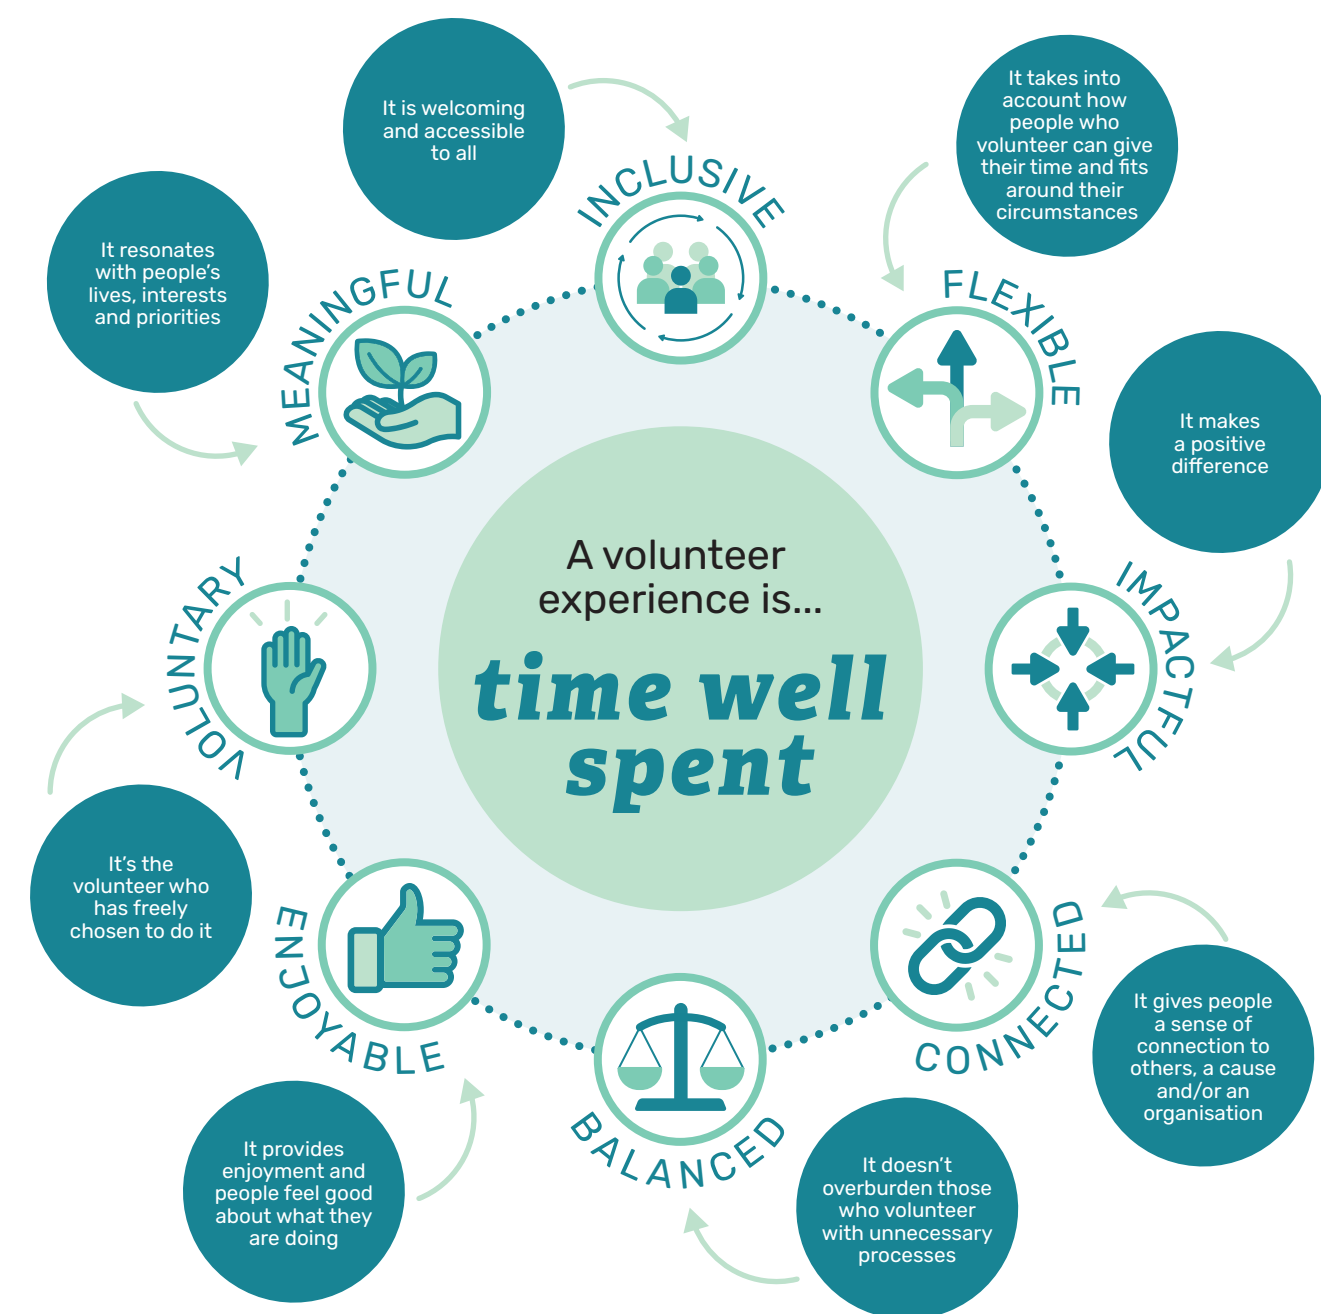 A volunteer
experience is...
time well
spent
INCLUSIVE
It is welcoming
and accessible
to all
FLEXIBLE
It takes into
account how
people who
volunteer can give
their time and fits
around their
circumstances
IMPACTFUL
It makes
a positive
difference
CONNECTED
It gives people
a sense of
connection to
others, a cause
and/or an
organisation
BALANCED
It doesn't
overburden those
who volunteer
with unnecessary
processes
ENJOYABLE
It provides
enjoyment and
people feel good
about what they
are doing
VOLUNTARY
It's the
volunteer who
has freely
chosen to do it
MEANINGFUL
It resonates
with people's
lives, interests
and priorities